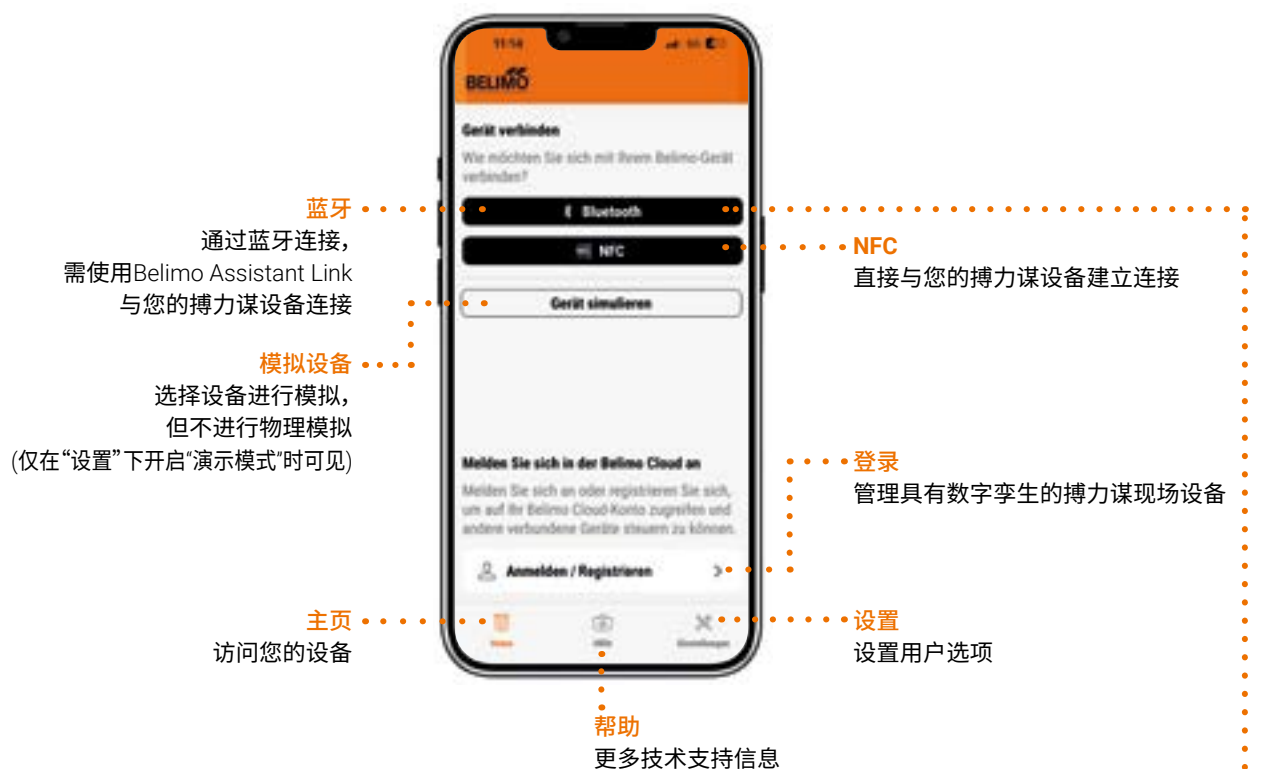 11:54
BELIMO
Gerät verbinden
Wie möchten Sie sich mit Ihrem Belimo-Gerät
verbinden?
Bluetooth
NFC
Gerät simulieren
Melden Sie sich in der Belimo Cloud an
Melden Sie sich an oder registrieren Sie sich,
um auf Ihr Belimo Cloud-Konto zugreifen und
andere verbundene Geräte steuern zu können.
Anmelden / Registrieren
Home
Hilfe
Einstellungen
蓝牙
通过蓝牙连接，
需使用Belimo Assistant Link
与您的搏力谋设备连接
模拟设备
选择设备进行模拟，
但不进行物理模拟
(仅在“设置”下开启“演示模式”时可见)
主页
访问您的设备
NFC
直接与您的搏力谋设备建立连接
登录
管理具有数字孪生的搏力谋现场设备
设置
设置用户选项
帮助
更多技术支持信息